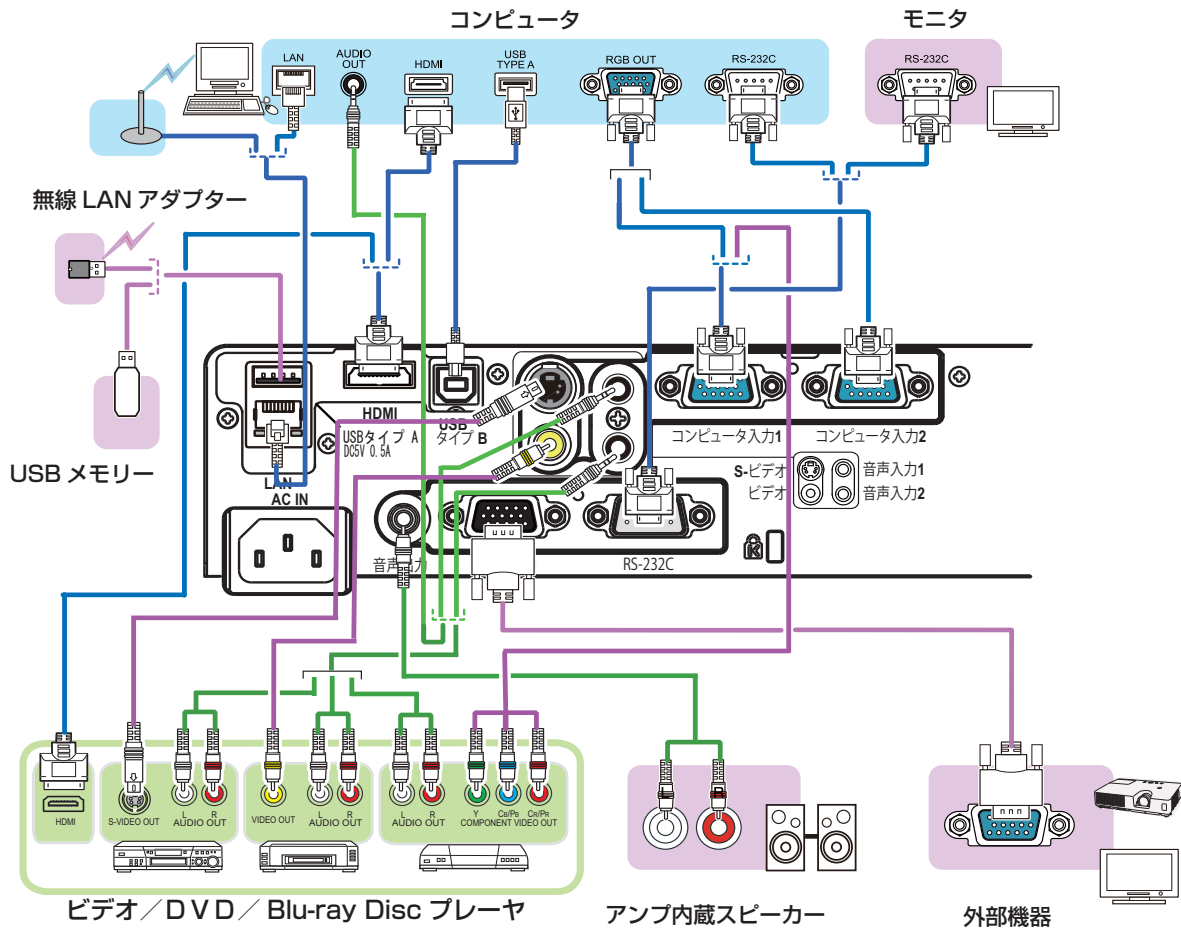 コンピュータ
モニタ
LAN
AUDIO
OUT
HDMI
USB
TYPE A
RGB OUT
RS-232C
RS-232C
無線 LAN アダプター
USB メモリー
HDMI
USBタイプ A
DC5V 0.5A
USB
タイプ B
LAN
AC IN
コンピュータ入力1
コンピュータ入力2
S-ビデオ
ビデオ
音声入力1
音声入力2
音声出力
RS-232C
K
HDMI
S-VIDEO OUT
L R
AUDIO OUT
VIDEO OUT
L R
AUDIO OUT
L R
AUDIO OUT
Y CB/PB CR/PR
COMPONENT VIDEO OUT
ビデオ／ＤＶＤ／ Blu-ray Disc プレーヤ
アンプ内蔵スピーカー
外部機器